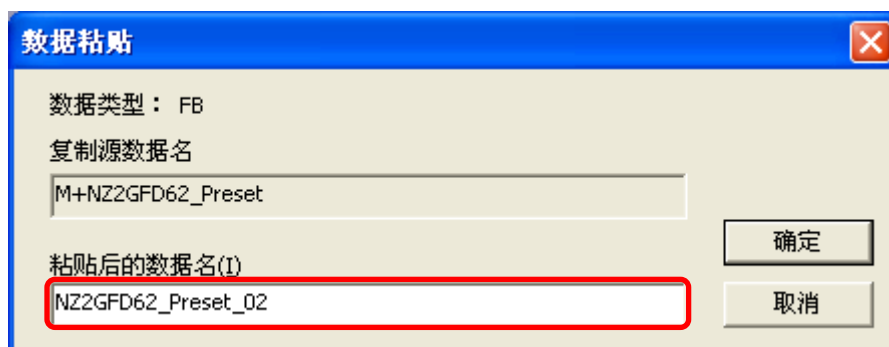 数据粘贴
数据类型： FB
复制源数据名
M+NZ2GFD62_Preset
确定
粘贴后的数据名(I)
NZ2GFD62_Preset_02
取消